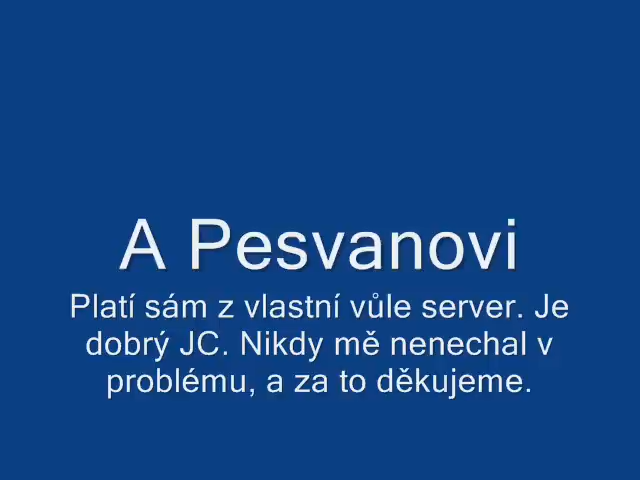 A Pesvanovi
Platí sám z vlastní vůle server. Je
dobrý JC. Nikdy mě nenechal v
problému, a za to děkujeme.